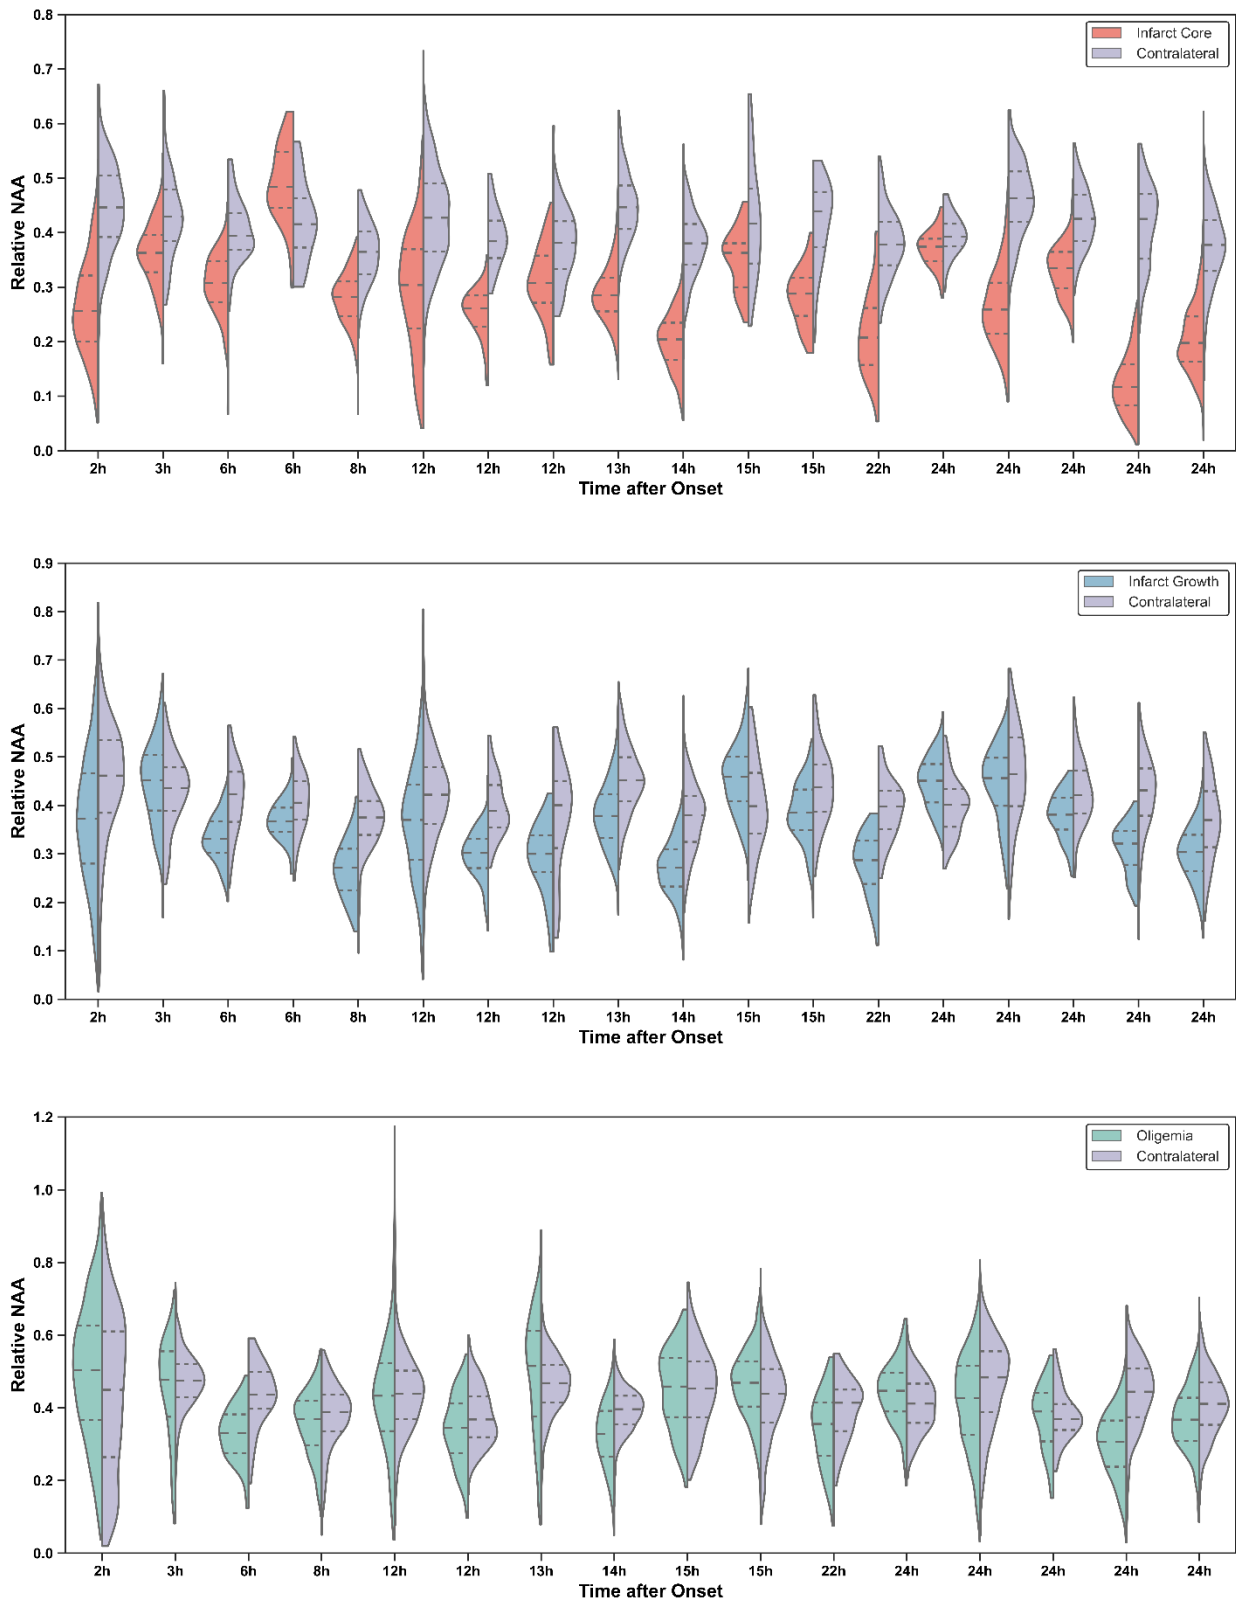 0.8
0.7
0.6
0.5
0.4
0.3
0.2
0.1
0.0
Relative NAA
Infarct Core
Contralateral
2h 3h 6h 6h 8h 12h 12h 12h 13h 14h 15h 15h 22h 24h 24h 24h 24h 24h
Time after Onset
0.9
0.8
0.7
0.6
0.5
0.4
0.3
0.2
0.1
0.0
Relative NAA
Infarct Growth
Contralateral
2h 3h 6h 6h 8h 12h 12h 12h 13h 14h 15h 15h 22h 24h 24h 24h 24h 24h
Time after Onset
1.2
1.0
0.8
0.6
0.4
0.2
0.0
Relative NAA
Oligemia
Contralateral
2h 3h 6h 8h 12h 12h 13h 14h 15h 15h 22h 24h 24h 24h 24h 24h
Time after Onset